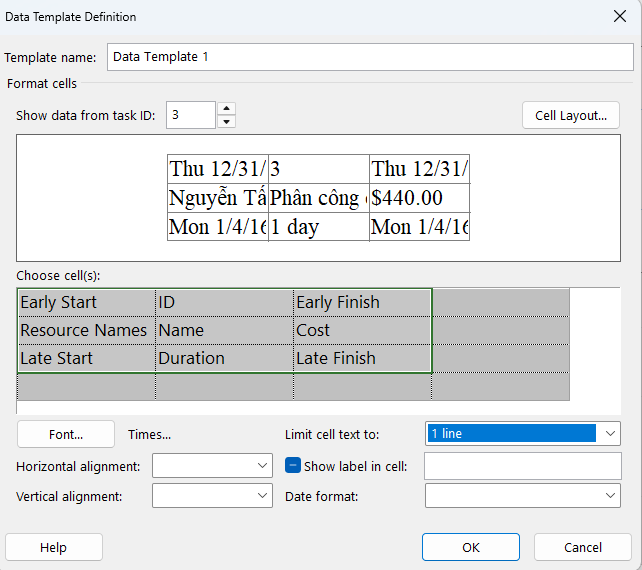 Data Template Definition
Template name: Data Template 1
Format cells
Show data from task ID: 3 Cell Layout...
Thu 12/31/ 3 Thu 12/31/
Nguyễn Tấ Phân công $440.00
Mon 1/4/16 1 day Mon 1/4/16
Choose cell(s):
Early Start ID Early Finish
Resource Names Name Cost
Late Start Duration Late Finish
Font... Times... Limit cell text to: 1 line
Horizontal alignment: Show label in cell:
Vertical alignment: Date format:
Help OK Cancel